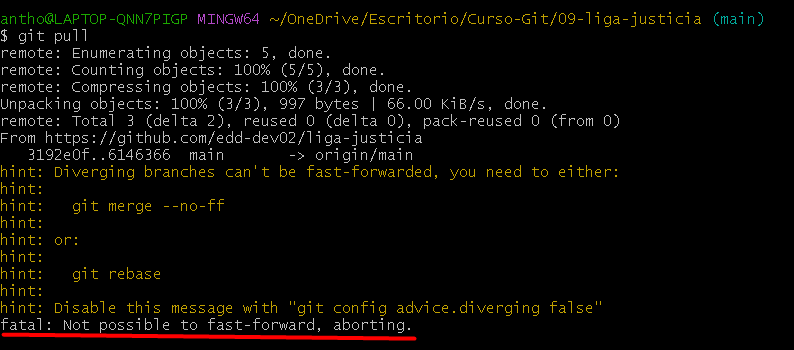 antho@LAPTOP-QNN7PIGP MINGW64 ~/OneDrive/Escritorio/Curso-Git/09-liga-justicia (main)
$ git pull
remote: Enumerating objects: 5, done.
remote: Counting objects: 100% (5/5), done.
remote: Compressing objects: 100% (3/3), done.
Unpacking objects: 100% (3/3), 997 bytes | 66.00 KiB/s, done.
remote: Total 3 (delta 2), reused 0 (delta 0), pack-reused 0 (from 0)
From https://github.com/edd-dev02/liga-justicia
   3192e0f..6146366  main       -> origin/main
hint: Diverging branches can't be fast-forwarded, you need to either:
hint:
hint:   git merge --no-ff
hint:
hint: or:
hint:
hint:   git rebase
hint:
hint: Disable this message with "git config advice.diverging false"
fatal: Not possible to fast-forward, aborting.